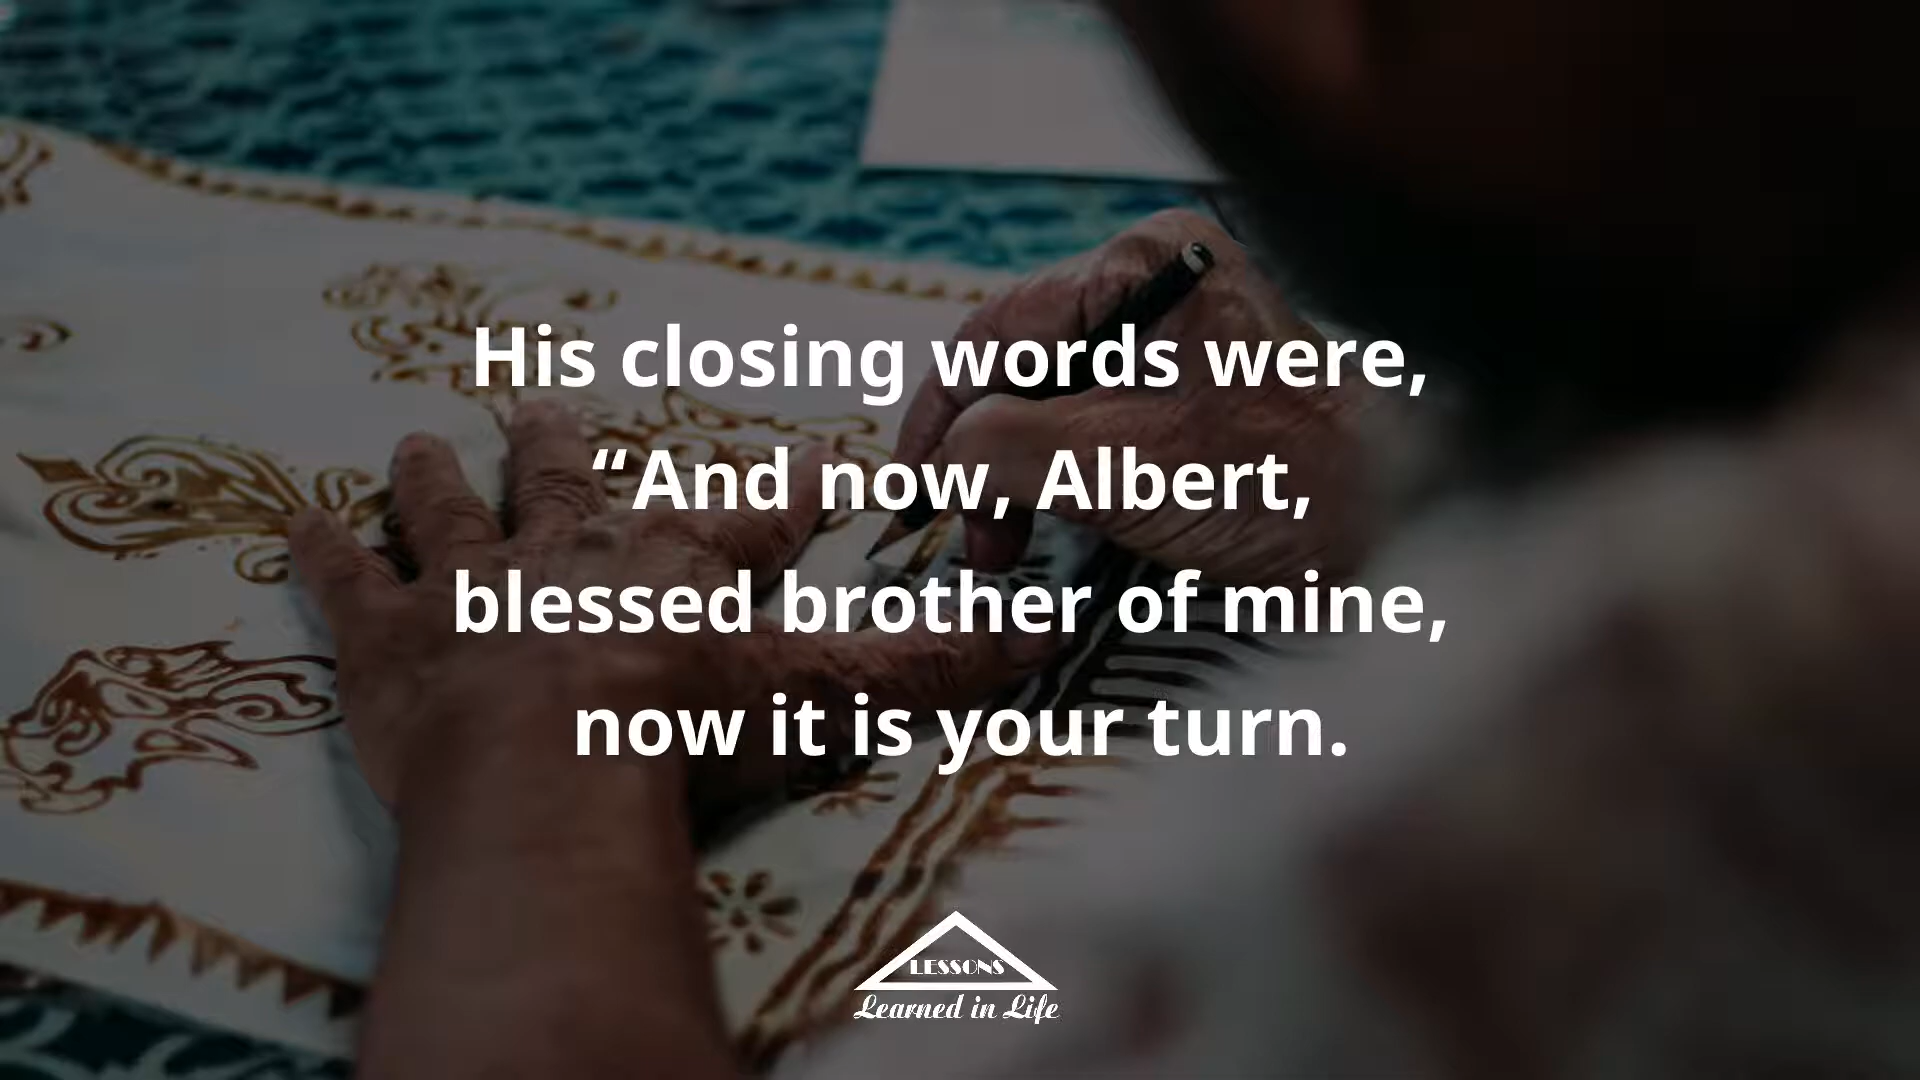 His closing words were,
“And now, Albert,
blessed brother of mine,
now it is your turn.
LESSONS
Learned in Life